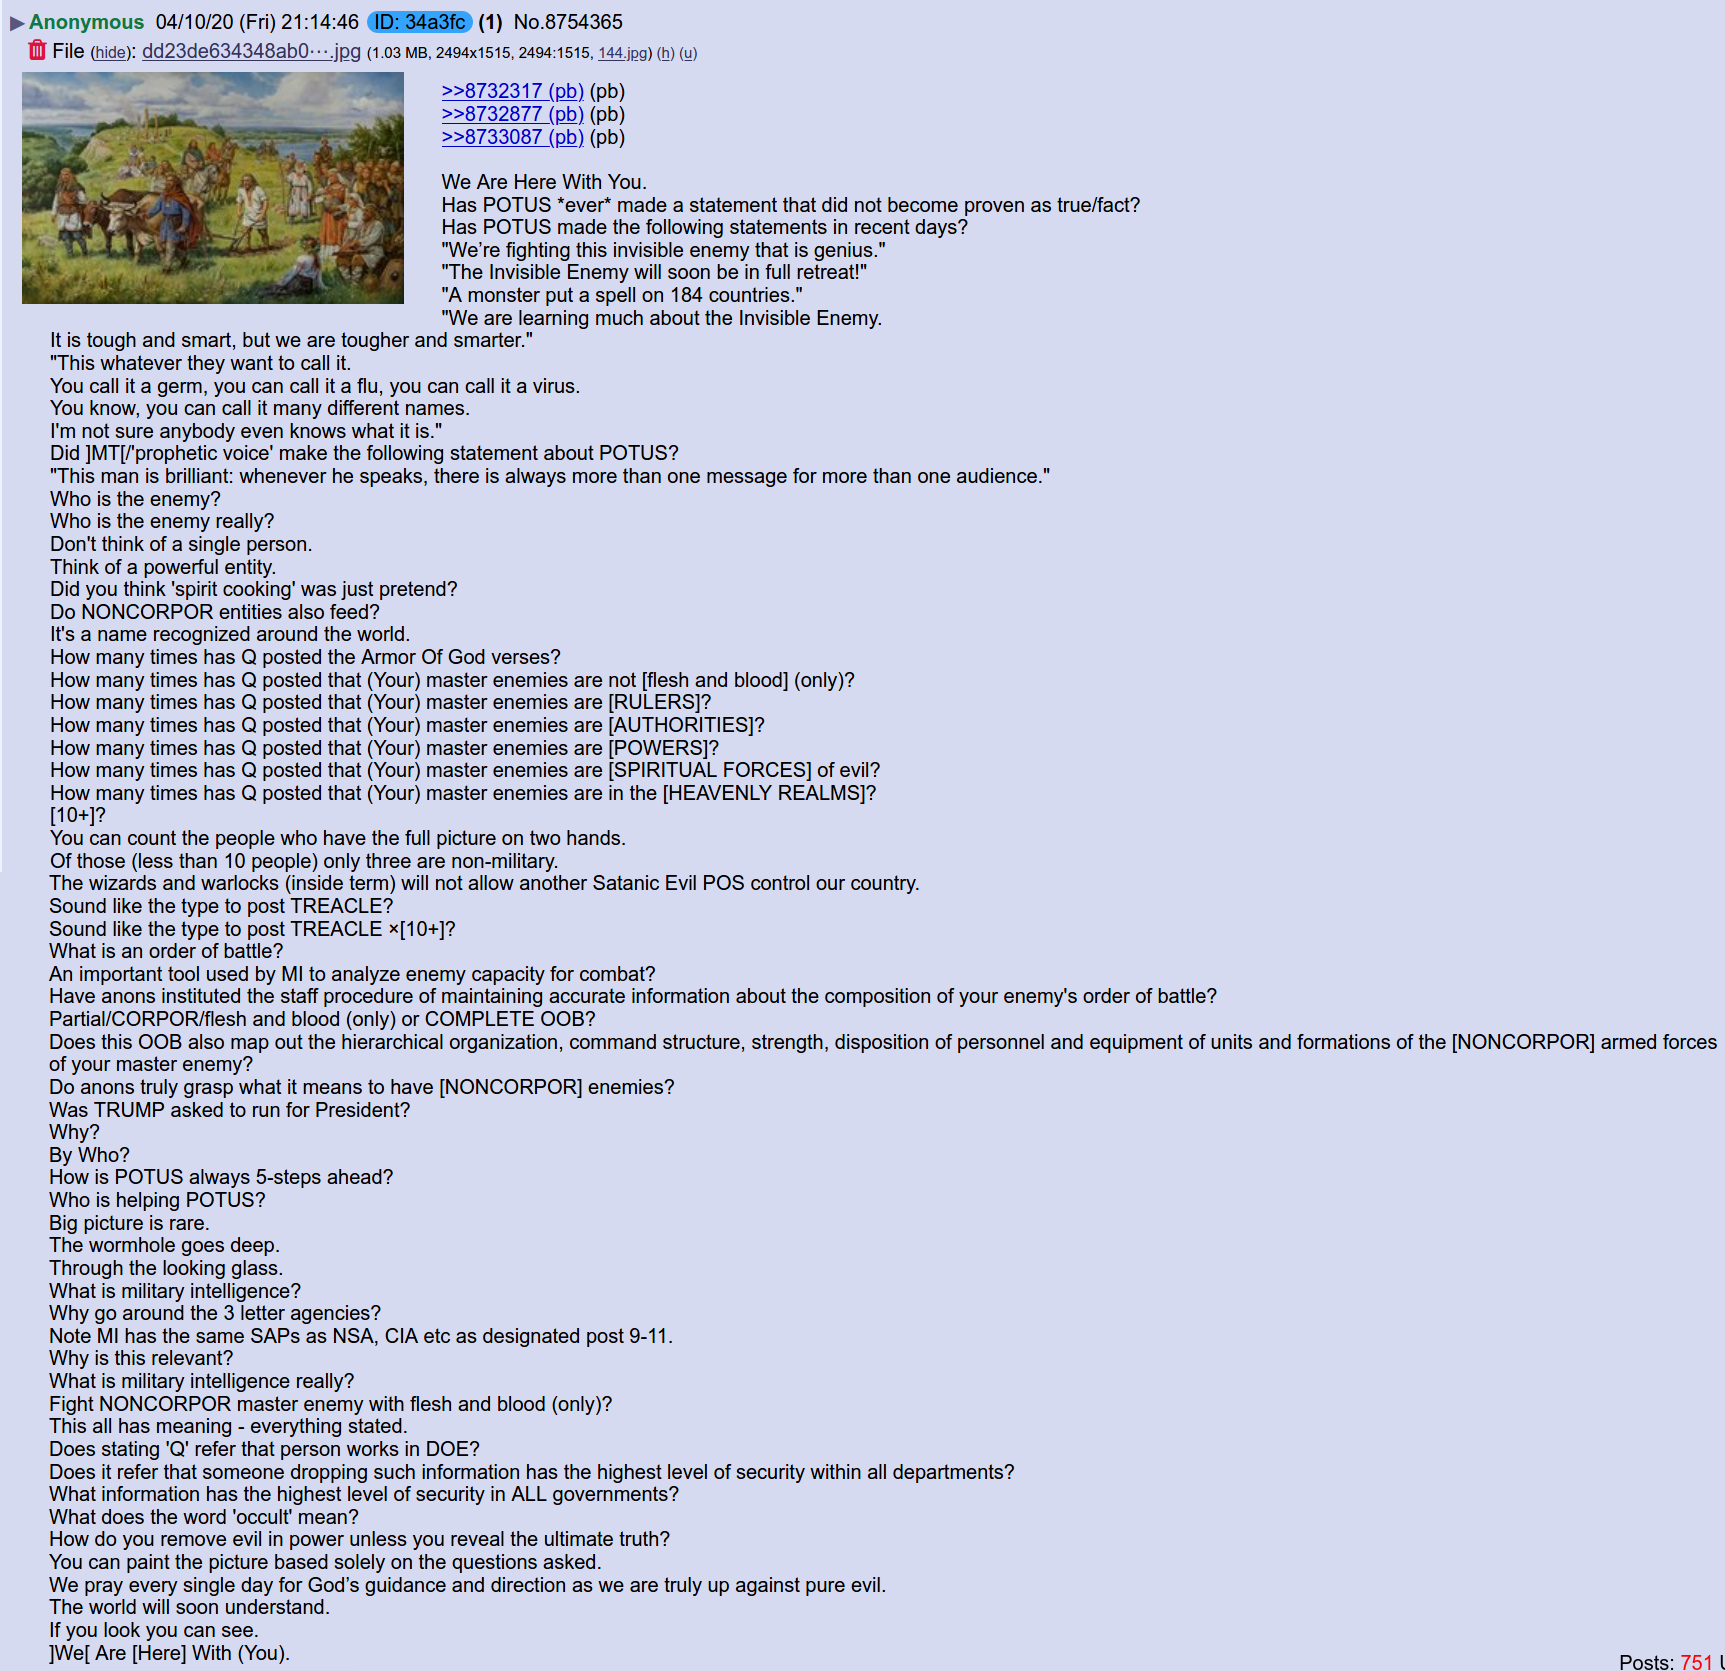 ▶ Anonymous 04/10/20 (Fri) 21:14:46 ID: 34a3fc (1) No.8754365
File (hide): dd23de634348ab0⋯.jpg (1.03 MB, 2494x1515, 2494:1515, 144.jpg) (h) (u)
>>8732317 (pb) (pb)
>>8732877 (pb) (pb)
>>8733087 (pb) (pb)
We Are Here With You.
Has POTUS *ever* made a statement that did not become proven as true/fact?
Has POTUS made the following statements in recent days?
"We’re fighting this invisible enemy that is genius."
"The Invisible Enemy will soon be in full retreat!"
"A monster put a spell on 184 countries."
"We are learning much about the Invisible Enemy.
It is tough and smart, but we are tougher and smarter."
"This whatever they want to call it.
You call it a germ, you can call it a flu, you can call it a virus.
You know, you can call it many different names.
I'm not sure anybody even knows what it is."
Did ]MT[/'prophetic voice' make the following statement about POTUS?
"This man is brilliant: whenever he speaks, there is always more than one message for more than one audience."
Who is the enemy?
Who is the enemy really?
Don't think of a single person.
Think of a powerful entity.
Did you think 'spirit cooking' was just pretend?
Do NONCORPOR entities also feed?
It's a name recognized around the world.
How many times has Q posted the Armor Of God verses?
How many times has Q posted that (Your) master enemies are not [flesh and blood] (only)?
How many times has Q posted that (Your) master enemies are [RULERS]?
How many times has Q posted that (Your) master enemies are [AUTHORITIES]?
How many times has Q posted that (Your) master enemies are [POWERS]?
How many times has Q posted that (Your) master enemies are [SPIRITUAL FORCES] of evil?
How many times has Q posted that (Your) master enemies are in the [HEAVENLY REALMS]?
[10+]?
You can count the people who have the full picture on two hands.
Of those (less than 10 people) only three are non-military.
The wizards and warlocks (inside term) will not allow another Satanic Evil POS control our country.
Sound like the type to post TREACLE?
Sound like the type to post TREACLE ×[10+]?
What is an order of battle?
An important tool used by MI to analyze enemy capacity for combat?
Have anons instituted the staff procedure of maintaining accurate information about the composition of your enemy's order of battle?
Partial/CORPOR/flesh and blood (only) or COMPLETE OOB?
Does this OOB also map out the hierarchical organization, command structure, strength, disposition of personnel and equipment of units and formations of the [NONCORPOR] armed forces
of your master enemy?
Do anons truly grasp what it means to have [NONCORPOR] enemies?
Was TRUMP asked to run for President?
Why?
By Who?
How is POTUS always 5-steps ahead?
Who is helping POTUS?
Big picture is rare.
The wormhole goes deep.
Through the looking glass.
What is military intelligence?
Why go around the 3 letter agencies?
Note MI has the same SAPs as NSA, CIA etc as designated post 9-11.
Why is this relevant?
What is military intelligence really?
Fight NONCORPOR master enemy with flesh and blood (only)?
This all has meaning - everything stated.
Does stating 'Q' refer that person works in DOE?
Does it refer that someone dropping such information has the highest level of security within all departments?
What information has the highest level of security in ALL governments?
What does the word 'occult' mean?
How do you remove evil in power unless you reveal the ultimate truth?
You can paint the picture based solely on the questions asked.
We pray every single day for God’s guidance and direction as we are truly up against pure evil.
The world will soon understand.
If you look you can see.
]We[ Are [Here] With (You).
Posts: 751